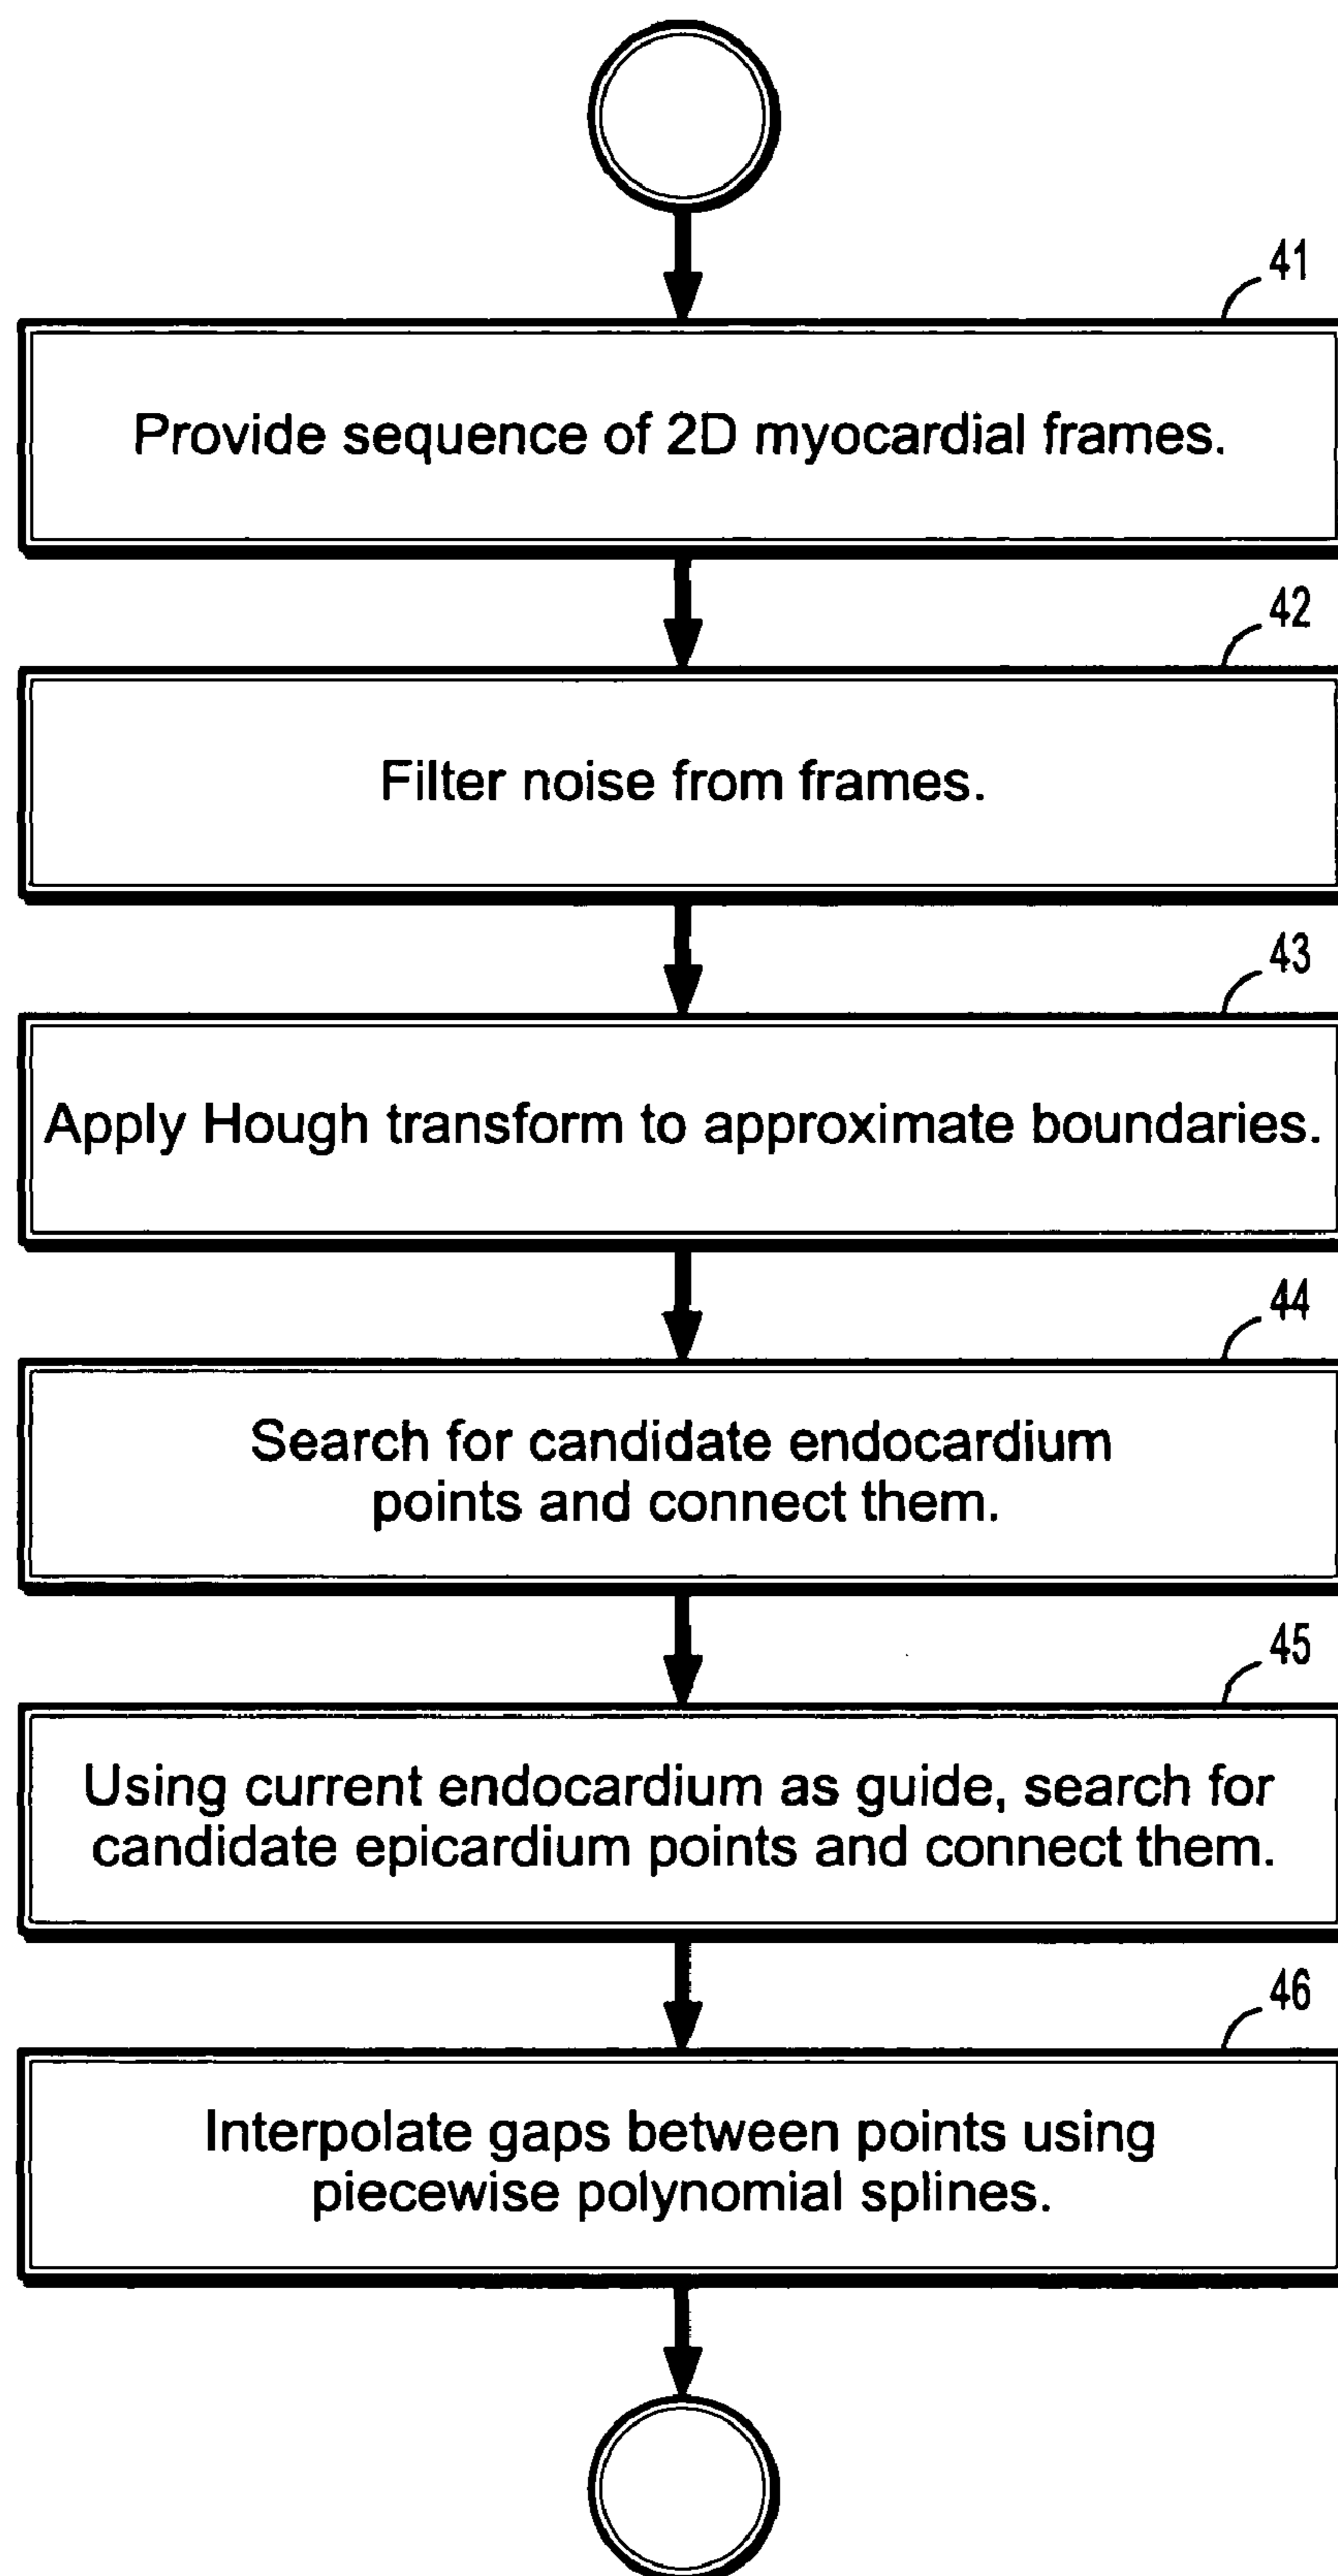 41
Provide sequence of 2D myocardial frames.
42
Filter noise from frames.
43
Apply Hough transform to approximate boundaries.
44
Search for candidate endocardium
points and connect them.
45
Using current endocardium as guide, search for
candidate epicardium points and connect them.
46
Interpolate gaps between points using
piecewise polynomial splines.